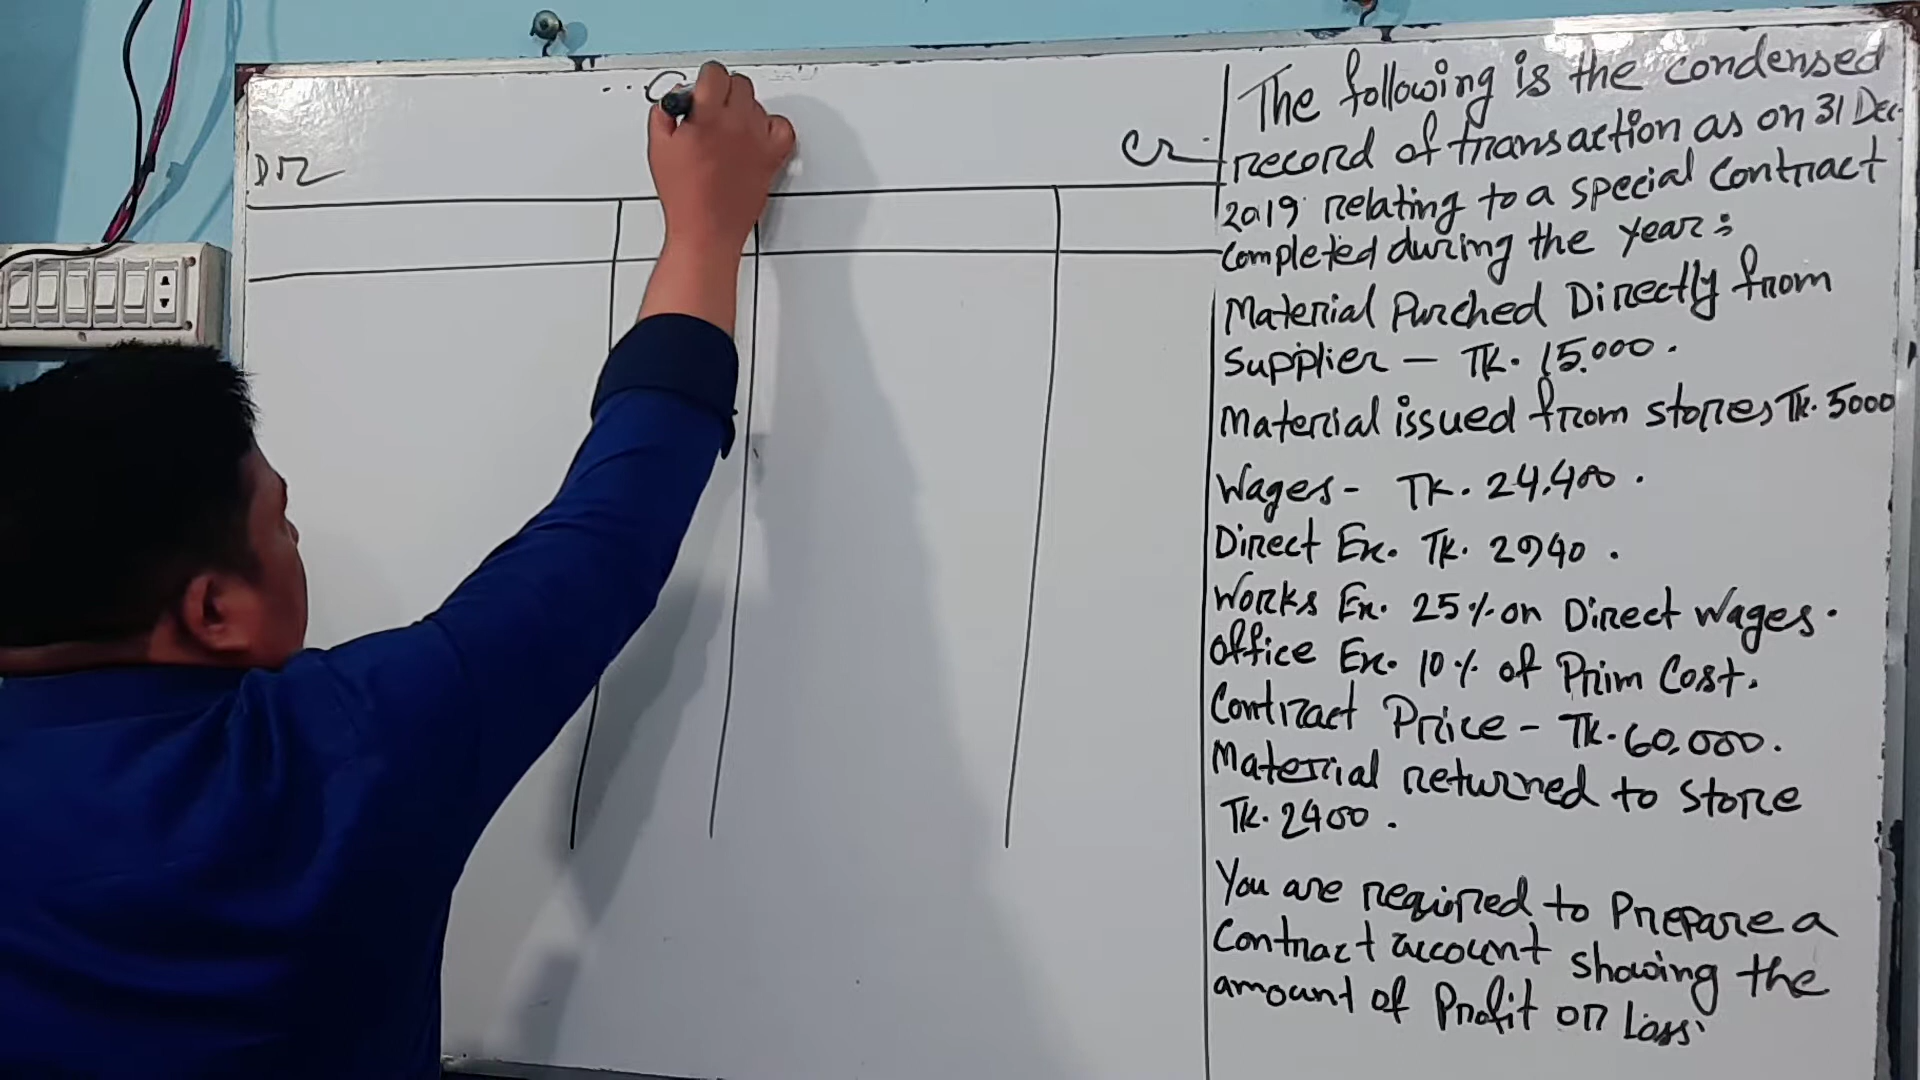 ..C
Dr
Cr.
The following is the condensed
record of transaction as on 31 Dec.
2019 relating to a special contract
completed during the year:
Material Purched Directly from
Supplier – TK. 15.000.
Material issued from stores TK. 5000
Wages - TK. 24,400.
Direct Ex. TK. 2940.
Works Ex. 25% on Direct wages.
Office Ex. 10% of Prim Cost.
Contract Price – TK. 60,000.
Material returned to store
TK. 2400.
You are required to Prepare a
Contract account showing the
amount of Profit or Loss.